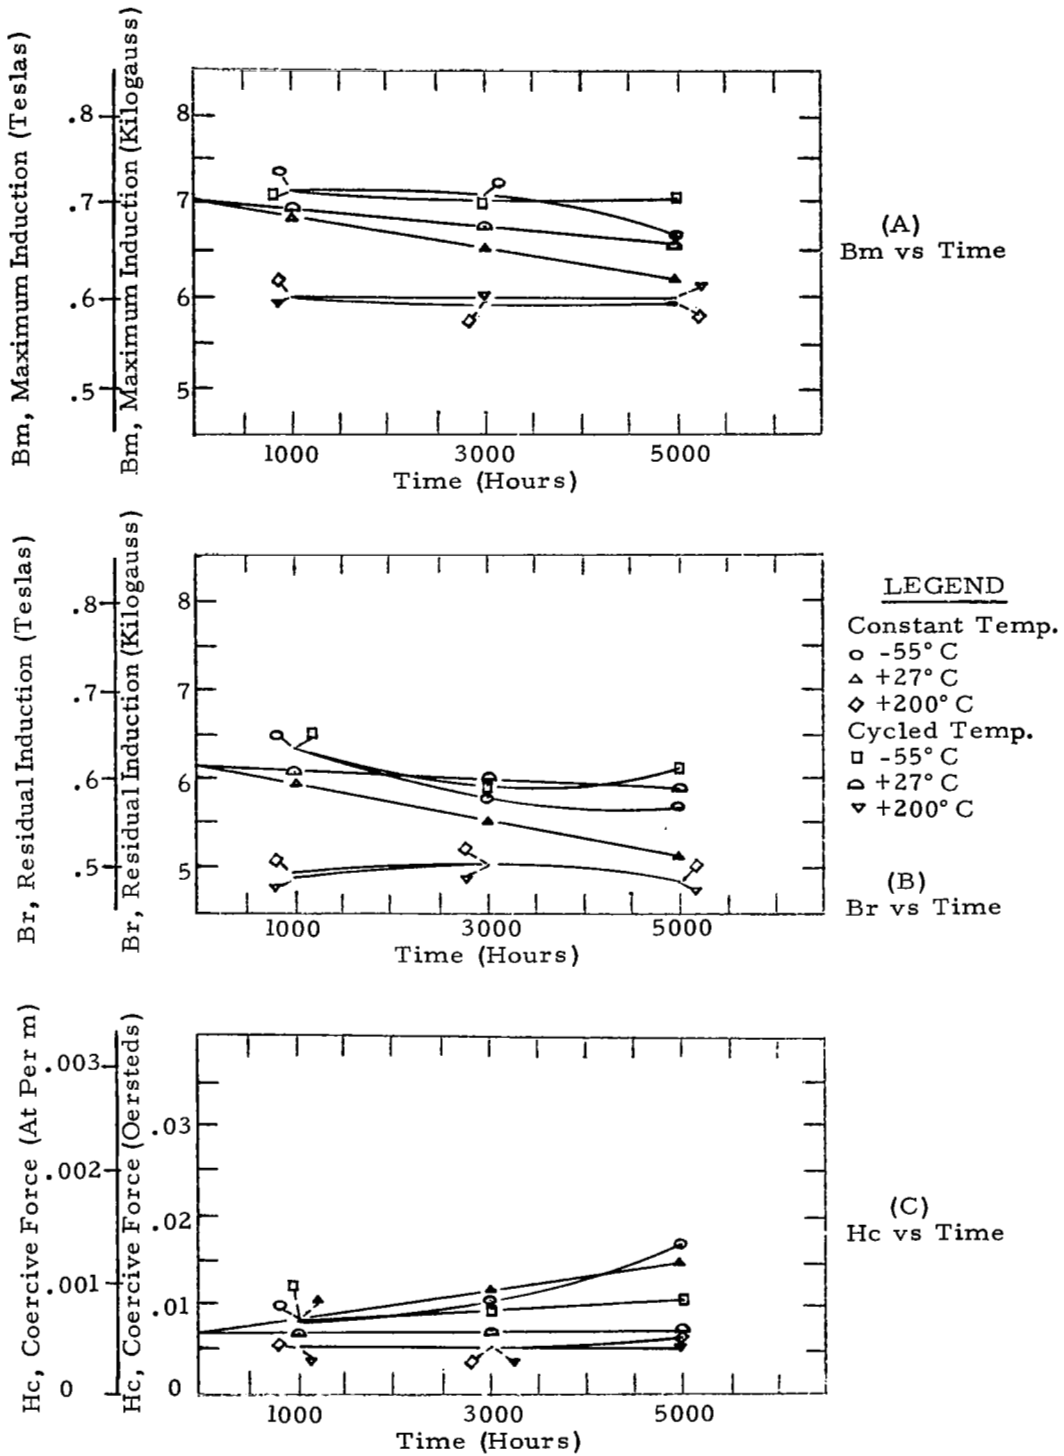 Bm, Maximum Induction (Teslas)
.8
.7
.6
.5
Bm, Maximum Induction (Kilogauss)
8
7
6
5
1000 3000 5000
Time (Hours)
(A)
Bm vs Time
Br, Residual Induction (Teslas)
.8
.7
.6
.5
Br, Residual Induction (Kilogauss)
8
7
6
5
1000 3000 5000
Time (Hours)
LEGEND
Constant Temp.
-55° C
+27° C
+200° C
Cycled Temp.
-55° C
+27° C
+200° C
(B)
Br vs Time
Hc, Coercive Force (At Per m)
.003
.002
.001
0
Hc, Coercive Force (Oersteds)
.03
.02
.01
0
1000 3000 5000
Time (Hours)
(C)
Hc vs Time